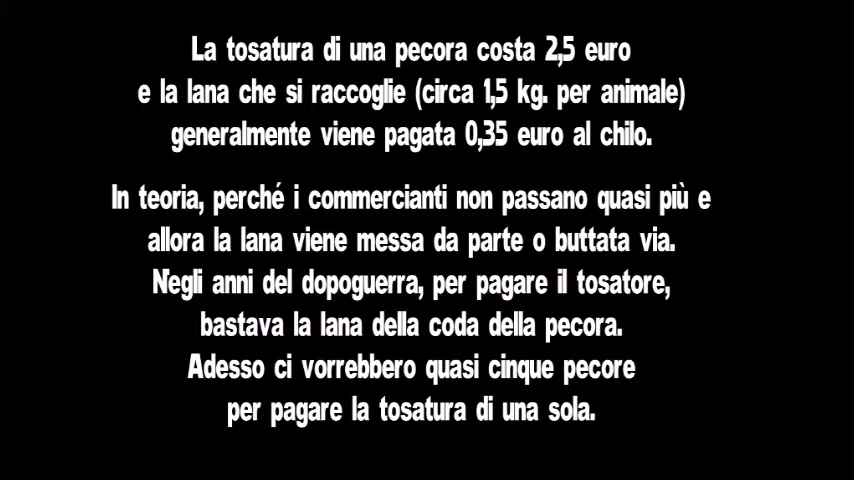 La tosatura di una pecora costa 2,5 euro
e la lana che si raccoglie (circa 1,5 kg. per animale)
generalmente viene pagata 0,35 euro al chilo.
In teoria, perché i commercianti non passano quasi più e
allora la lana viene messa da parte o buttata via.
Negli anni del dopoguerra, per pagare il tosatore,
bastava la lana della coda della pecora.
Adesso ci vorrebbero quasi cinque pecore
per pagare la tosatura di una sola.